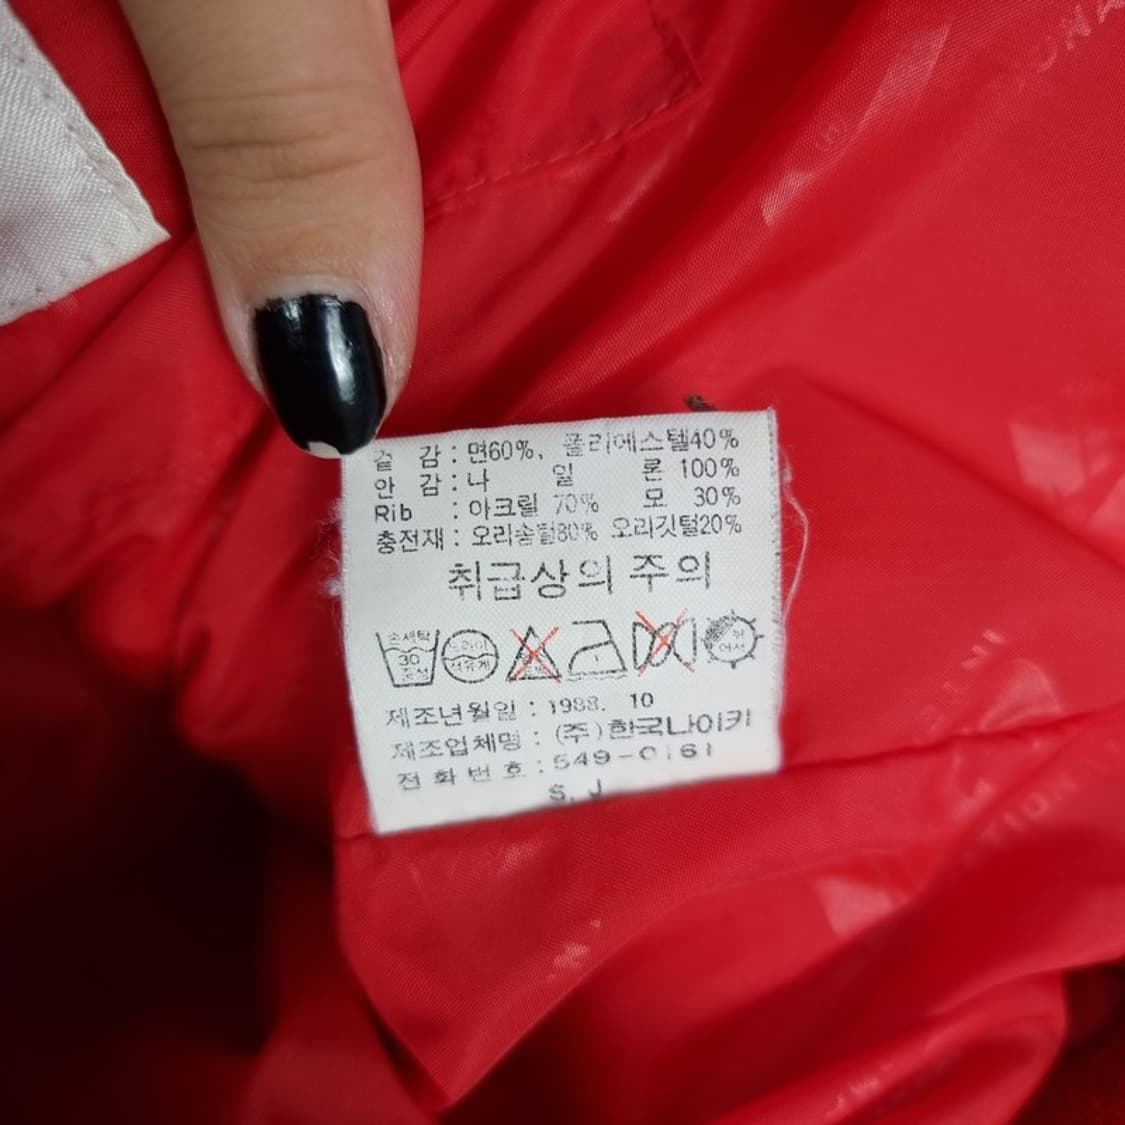 겉 감 : 면60%, 폴리에스텔40%
안 감 : 나 일 론 100%
Rib : 아크릴 70% 모 30%
충전재 : 오리솜털80% 오리깃털20%
취급상의 주의
손세탁 30 중성
드라이 석유계
뉘어서
제조년월일 : 1988. 10
제조업체명 : (주)한국나이키
전화번호 : 549-0161
S. J